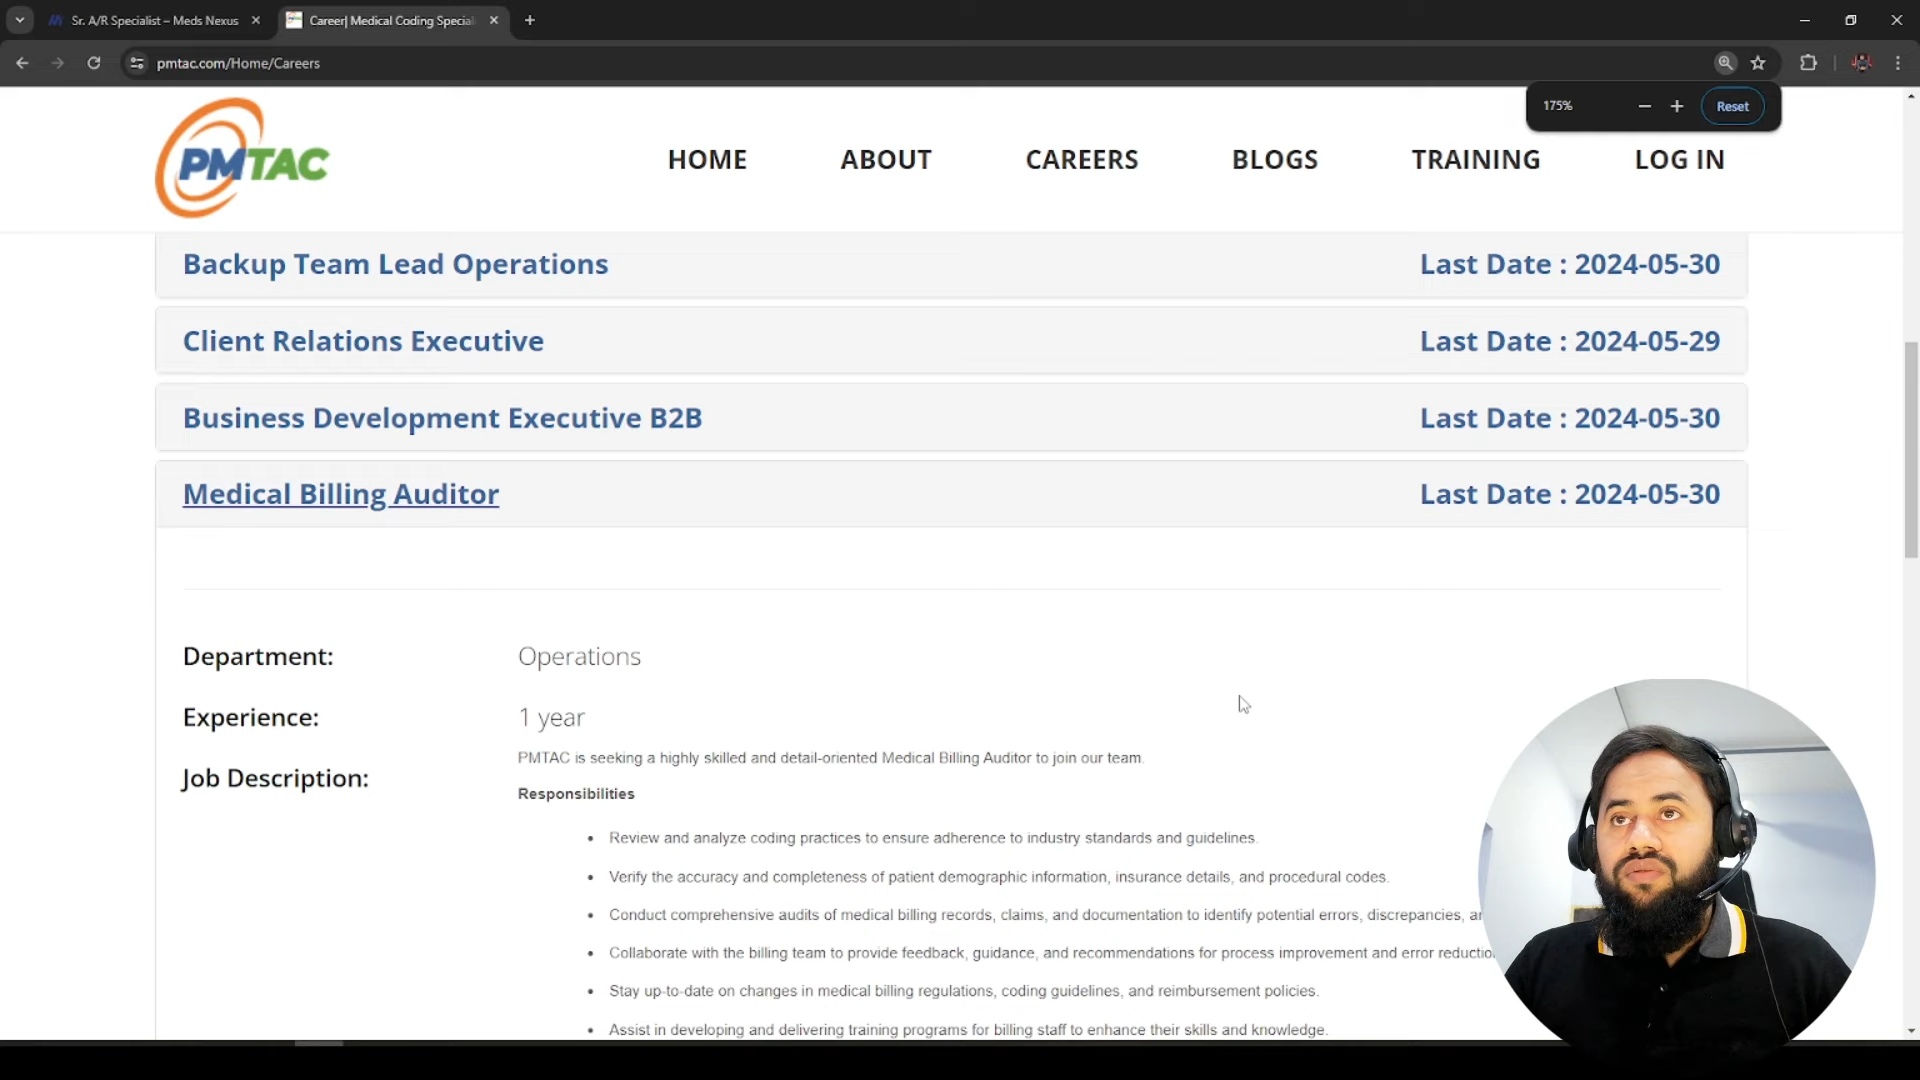 Sr. A/R Specialist – Meds Nexus
Career| Medical Coding Special
pmtac.com/Home/Careers
175%
Reset
PMTAC
HOME
ABOUT
CAREERS
BLOGS
TRAINING
LOG IN
Backup Team Lead Operations
Last Date : 2024-05-30
Client Relations Executive
Last Date : 2024-05-29
Business Development Executive B2B
Last Date : 2024-05-30
Medical Billing Auditor
Last Date : 2024-05-30
Department:
Operations
Experience:
1 year
Job Description:
PMTAC is seeking a highly skilled and detail-oriented Medical Billing Auditor to join our team.
Responsibilities
• Review and analyze coding practices to ensure adherence to industry standards and guidelines.
• Verify the accuracy and completeness of patient demographic information, insurance details, and procedural codes.
• Conduct comprehensive audits of medical billing records, claims, and documentation to identify potential errors, discrepancies,
• Collaborate with the billing team to provide feedback, guidance, and recommendations for process improvement and error reductio
• Stay up-to-date on changes in medical billing regulations, coding guidelines, and reimbursement policies.
• Assist in developing and delivering training programs for billing staff to enhance their skills and knowledge.